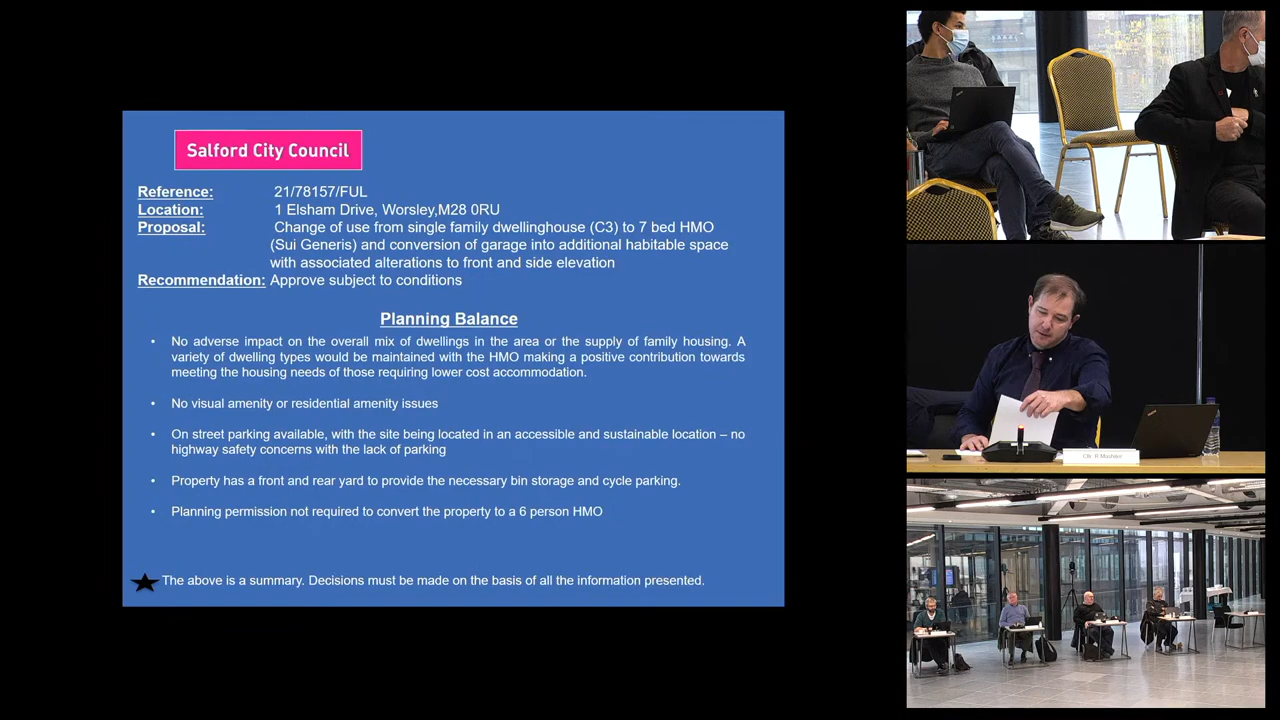 Salford City Council
Reference: 21/78157/FUL
Location: 1 Elsham Drive, Worsley,M28 0RU
Proposal: Change of use from single family dwellinghouse (C3) to 7 bed HMO
(Sui Generis) and conversion of garage into additional habitable space
with associated alterations to front and side elevation
Recommendation: Approve subject to conditions
Planning Balance
• No adverse impact on the overall mix of dwellings in the area or the supply of family housing. A
variety of dwelling types would be maintained with the HMO making a positive contribution towards
meeting the housing needs of those requiring lower cost accommodation.
• No visual amenity or residential amenity issues
• On street parking available, with the site being located in an accessible and sustainable location – no
highway safety concerns with the lack of parking
• Property has a front and rear yard to provide the necessary bin storage and cycle parking.
• Planning permission not required to convert the property to a 6 person HMO
The above is a summary. Decisions must be made on the basis of all the information presented.